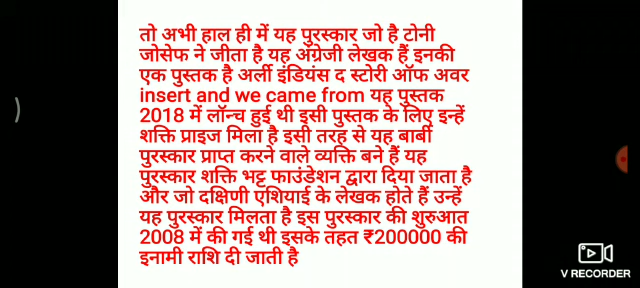 तो अभी हाल ही में यह पुरस्कार जो है टोनी
जोसेफ ने जीता है यह अंग्रेजी लेखक हैं इनकी
एक पुस्तक है अर्ली इंडियंस द स्टोरी ऑफ अवर
insert and we came from यह पुस्तक
2018 में लॉन्च हुई थी इसी पुस्तक के लिए इन्हें
शक्ति प्राइज मिला है इसी तरह से यह बार्बी
पुरस्कार प्राप्त करने वाले व्यक्ति बने हैं यह
पुरस्कार शक्ति भट्ट फाउंडेशन द्वारा दिया जाता है
और जो दक्षिणी एशियाई के लेखक होते हैं उन्हें
यह पुरस्कार मिलता है इस पुरस्कार की शुरुआत
2008 में की गई थी इसके तहत ₹200000 की
इनामी राशि दी जाती है
V RECORDER